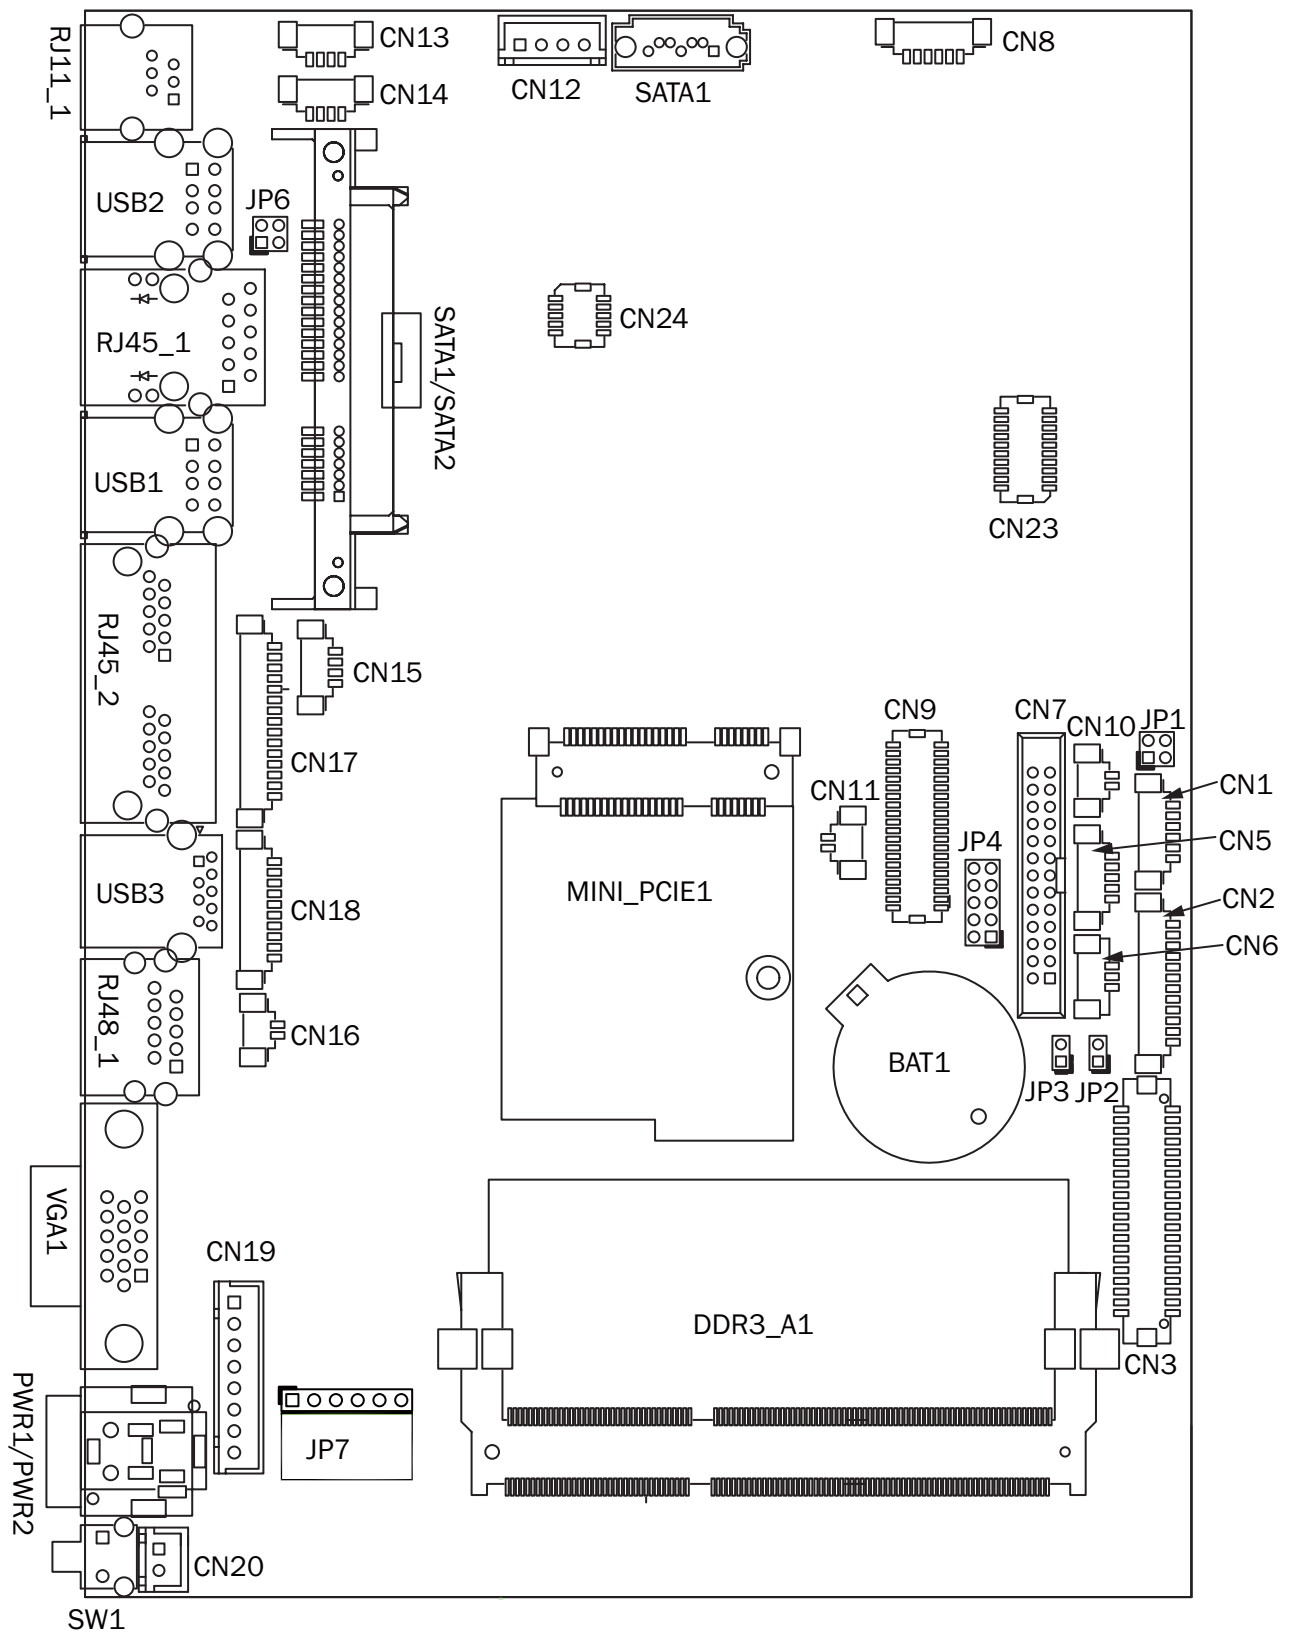 RJ11_1
CN13
CN14
CN12
SATA1
CN8
USB2
JP6
RJ45_1
SATA1/SATA2
CN24
USB1
CN23
RJ45_2
CN15
CN17
CN9
CN7
CN10
JP1
CN11
CN1
JP4
CN5
USB3
CN18
MINI_PCIE1
CN2
CN6
RJ48_1
CN16
BAT1
JP3
JP2
VGA1
CN19
DDR3_A1
CN3
PWR1/PWR2
JP7
CN20
SW1